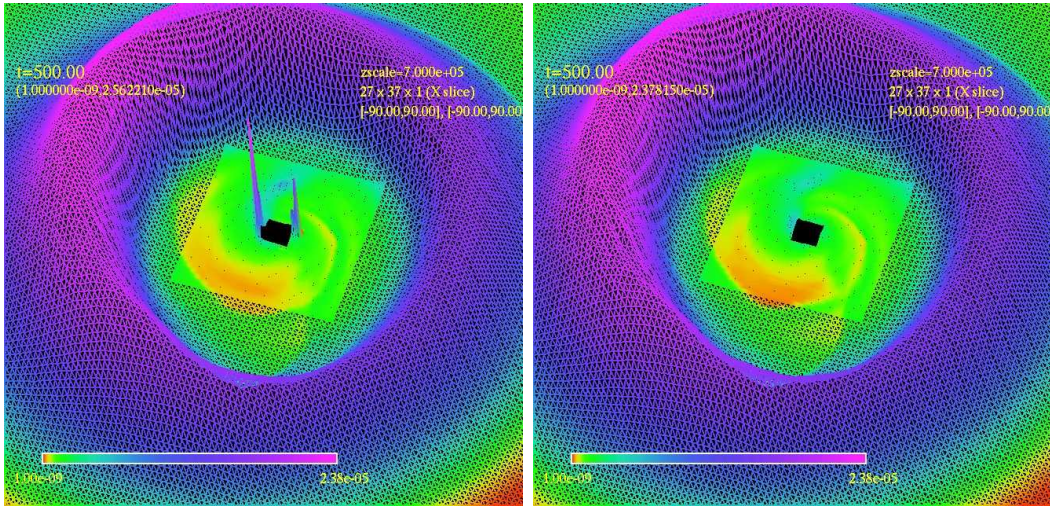 t=500.00
(1.000000e-09,2.562210e-05)
zscale=7.000e+05
27 x 37 x 1 (X slice)
[-90.00,90.00], [-90.00,90.00
1.00e-09
2.38e-05
t=500.00
(1.000000e-09,2.378150e-05)
zscale=7.000e+05
27 x 37 x 1 (X slice)
[-90.00,90.00], [-90.00,90.00
1.00e-09
2.38e-05